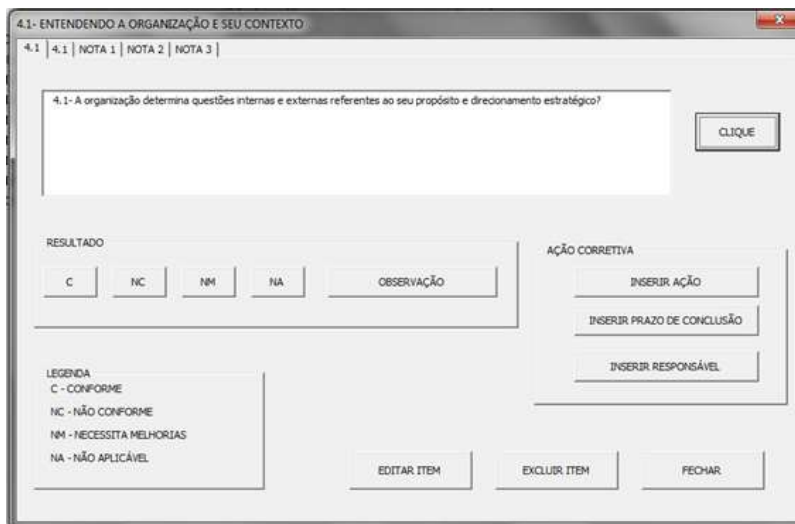 4.1- ENTENDENDO A ORGANIZAÇÃO E SEU CONTEXTO
4.1 | 4.1 | NOTA 1 | NOTA 2 | NOTA 3 |
4.1- A organização determina questões internas e externas referentes ao seu propósito e direcionamento estratégico?
CLIQUE
RESULTADO
C NC NM NA OBSERVAÇÃO
AÇÃO CORRETIVA
INSERIR AÇÃO
INSERIR PRAZO DE CONCLUSÃO
INSERIR RESPONSÁVEL
LEGENDA
C - CONFORME
NC - NÃO CONFORME
NM - NECESSITA MELHORIAS
NA - NÃO APLICÁVEL
EDITAR ITEM EXCLUIR ITEM FECHAR